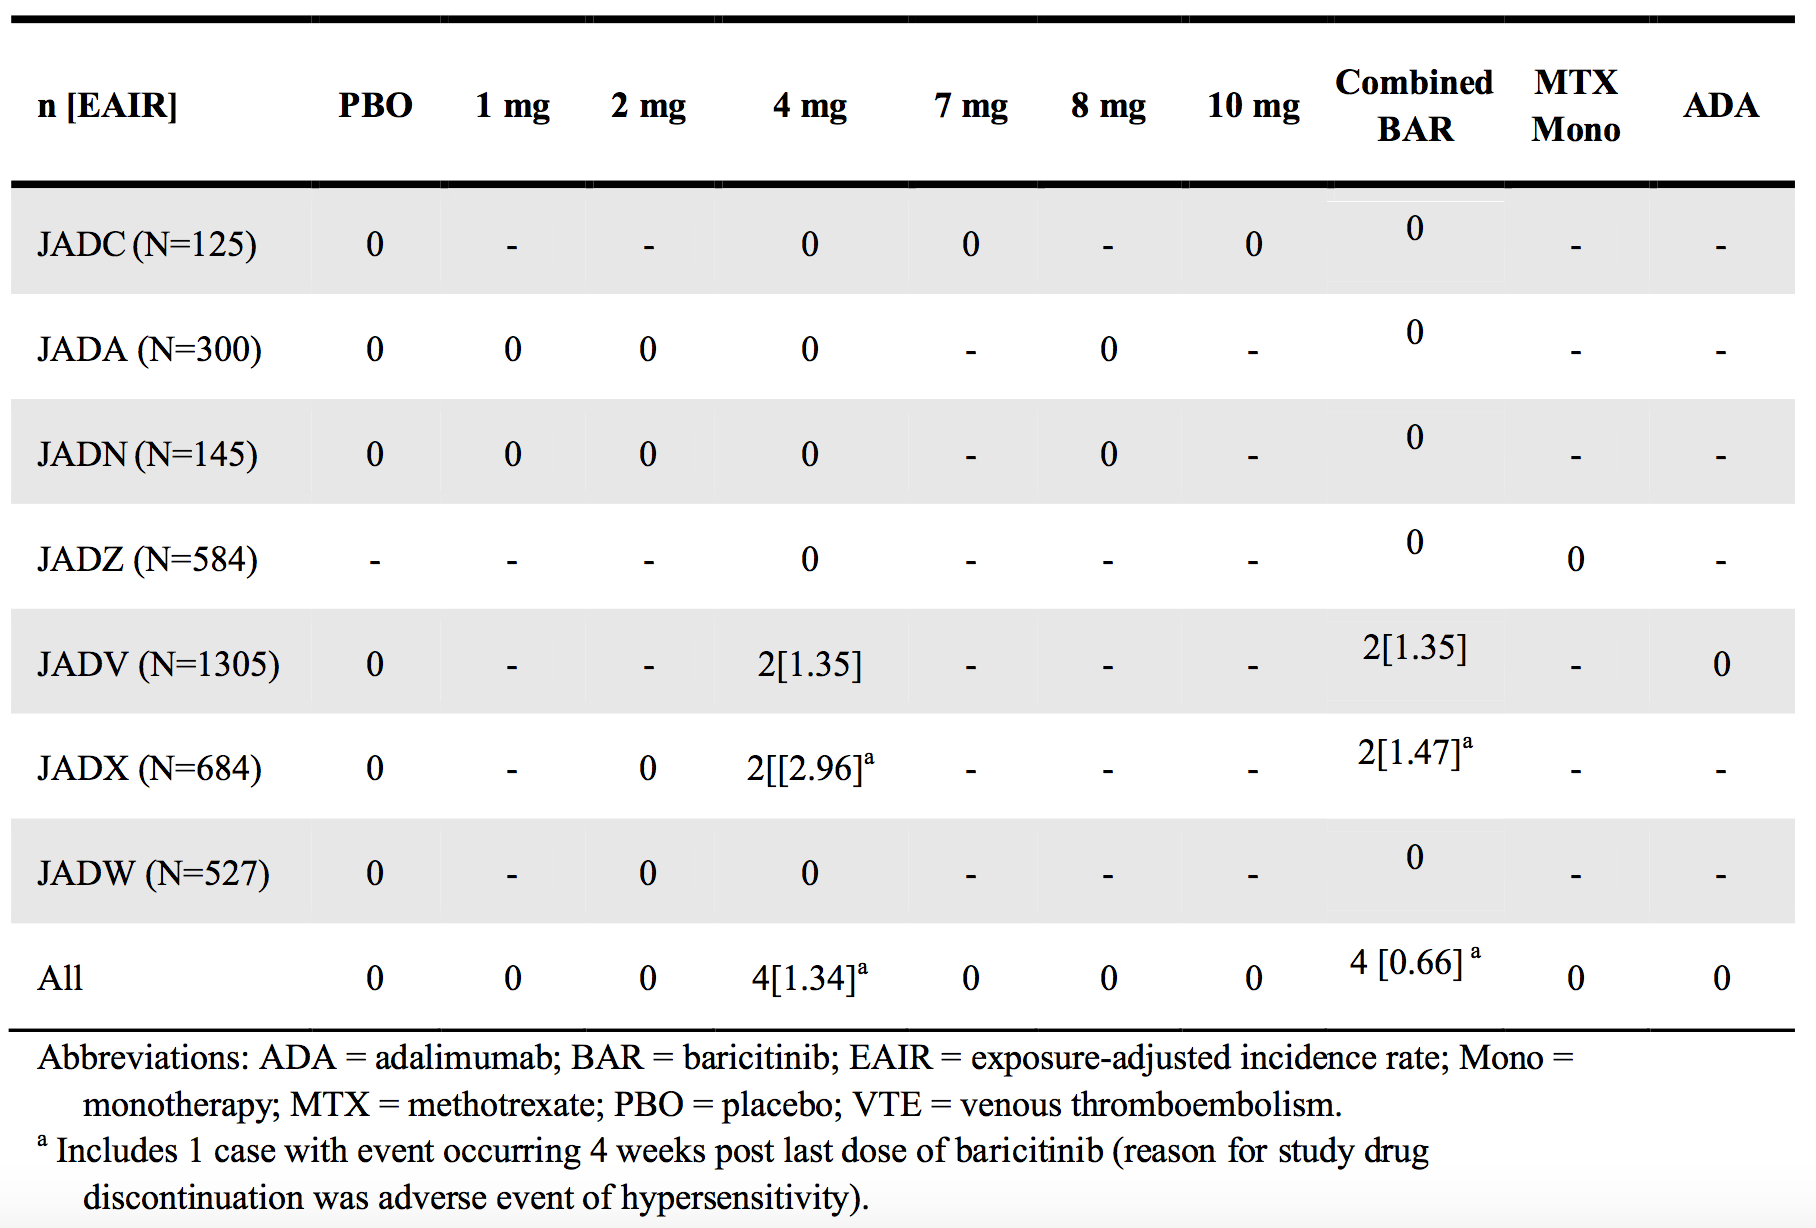 n [EAIR] PBO 1 mg 2 mg 4 mg 7 mg 8 mg 10 mg Combined BAR MTX Mono ADA
JADC (N=125) 0 - - 0 0 - 0 0 - -
JADA (N=300) 0 0 0 0 - 0 - 0 - -
JADN (N=145) 0 0 0 0 - 0 - 0 - -
JADZ (N=584) - - - 0 - - - 0 0 -
JADV (N=1305) 0 - - 2[1.35] - - - 2[1.35] - 0
JADX (N=684) 0 - 0 2[[2.96]a - - - 2[1.47]a - -
JADW (N=527) 0 - 0 0 - - - 0 - -
All 0 0 0 4[1.34]a 0 0 0 4 [0.66] a 0 0
Abbreviations: ADA = adalimumab; BAR = baricitinib; EAIR = exposure-adjusted incidence rate; Mono =
monotherapy; MTX = methotrexate; PBO = placebo; VTE = venous thromboembolism.
a Includes 1 case with event occurring 4 weeks post last dose of baricitinib (reason for study drug
discontinuation was adverse event of hypersensitivity).